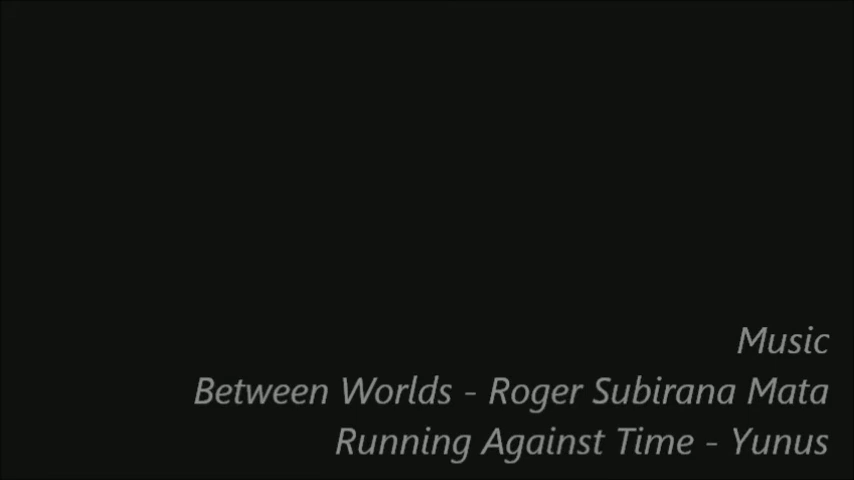 Music
Between Worlds - Roger Subirana Mata
Running Against Time - Yunus